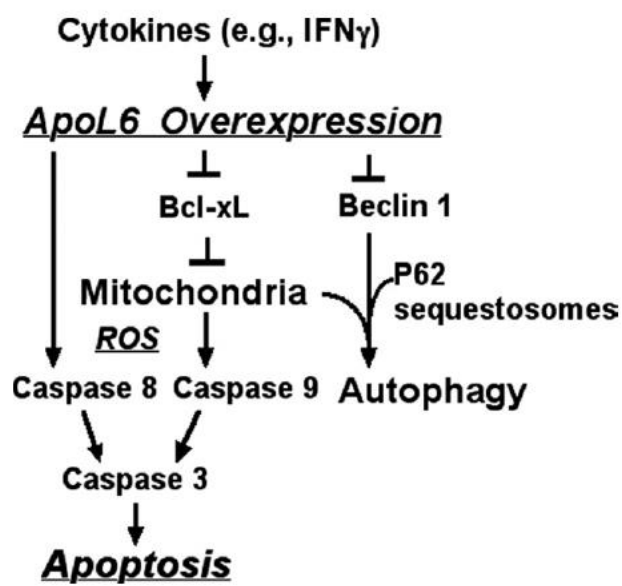 Cytokines (e.g., IFNγ)
ApoL6 Overexpression
Bcl-xL
Beclin 1
Mitochondria
P62
sequestosomes
ROS
Caspase 8
Caspase 9
Autophagy
Caspase 3
Apoptosis